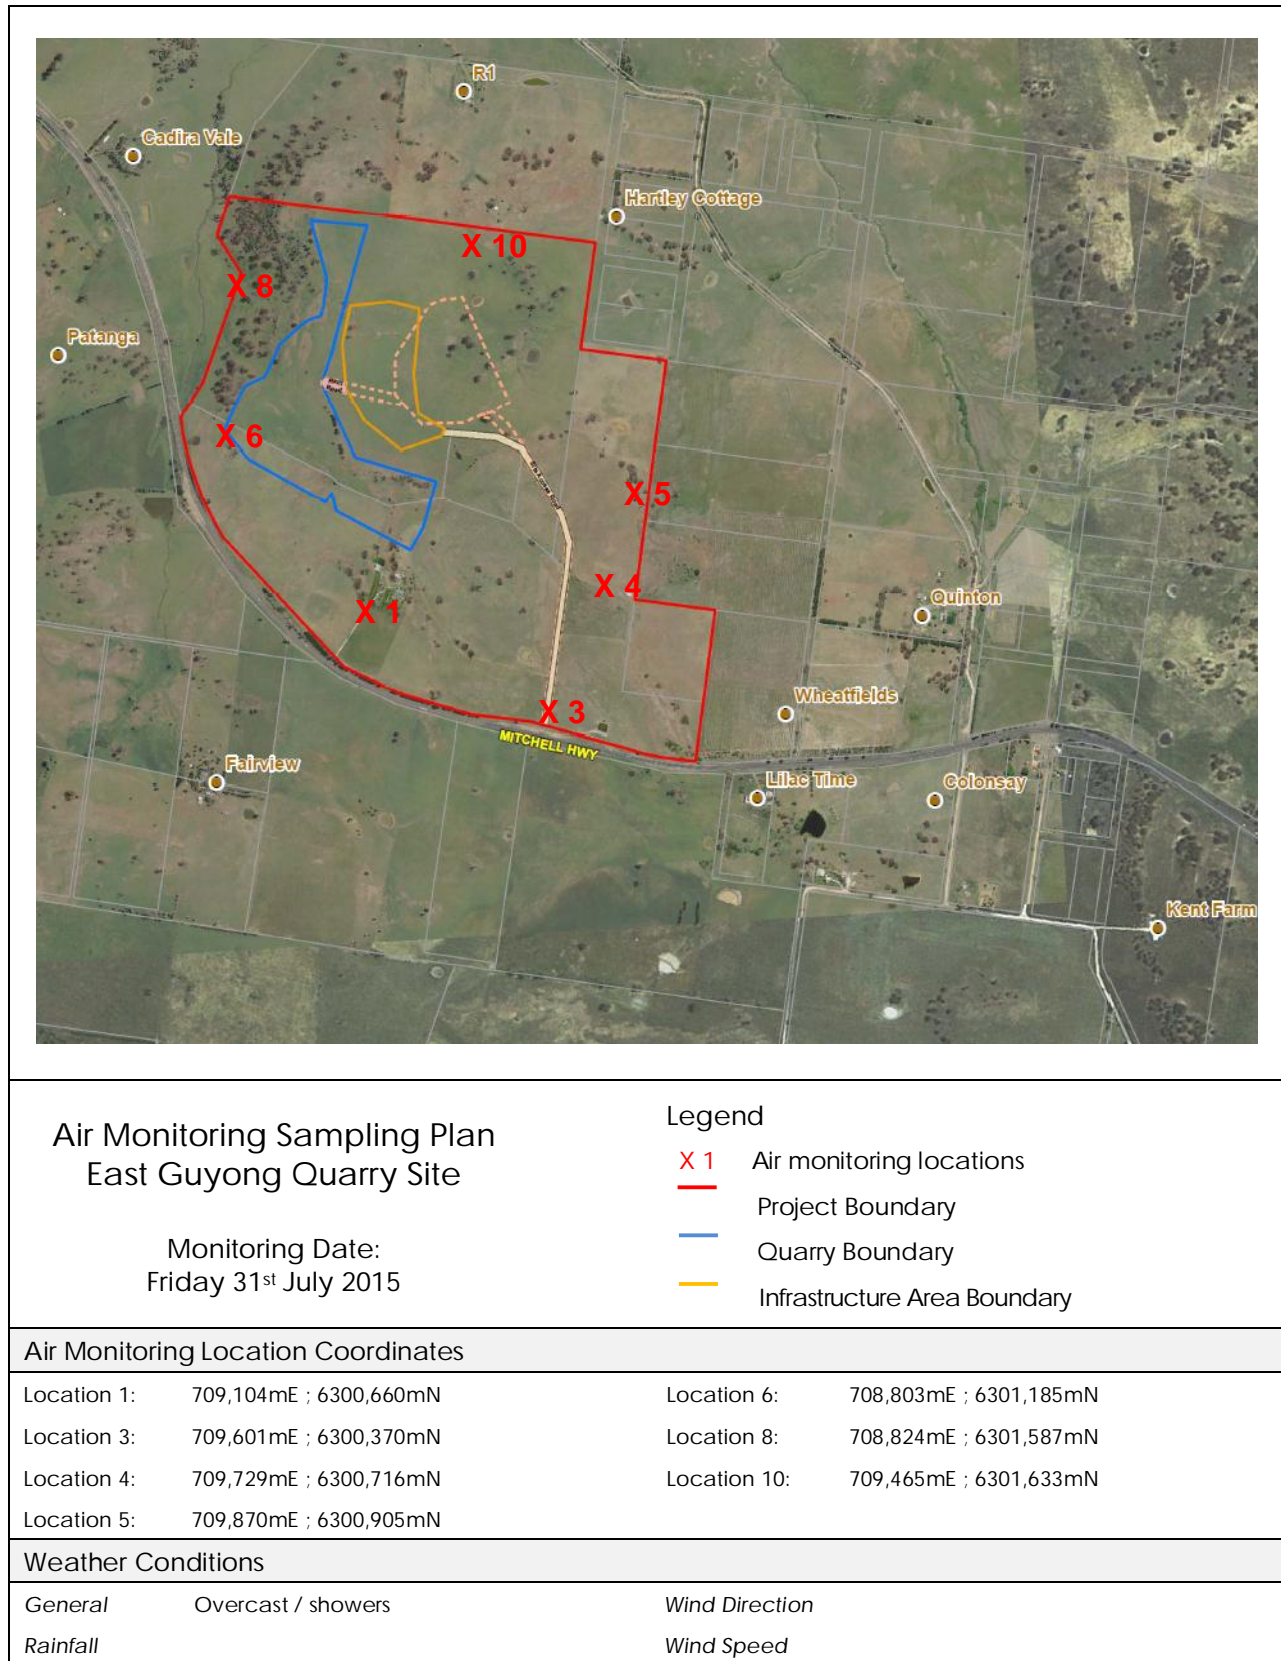 R1
Cadira Vale
Hartley Cottage
X 10
X 8
Patanga
X 6
X 5
X 4
X 1
Quinton
Wheatfields
X 3
MITCHELL HWY
Fairview
Lilac Time
Colonsay
Kent Farm
Air Monitoring Sampling Plan
East Guyong Quarry Site
Monitoring Date:
Friday 31st July 2015
Legend
X 1 Air monitoring locations
Project Boundary
Quarry Boundary
Infrastructure Area Boundary
Air Monitoring Location Coordinates
Location 1: 709,104mE ; 6300,660mN
Location 3: 709,601mE ; 6300,370mN
Location 4: 709,729mE ; 6300,716mN
Location 5: 709,870mE ; 6300,905mN
Location 6: 708,803mE ; 6301,185mN
Location 8: 708,824mE ; 6301,587mN
Location 10: 709,465mE ; 6301,633mN
Weather Conditions
General Overcast / showers
Rainfall
Wind Direction
Wind Speed